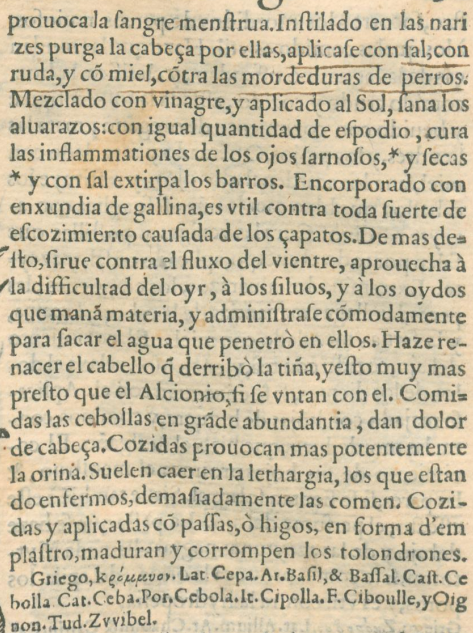 prouoca la ſangre menſtrua. Inſtilado en las nari
zes purga la cabeça por ellas, aplicaſe con ſal, con
ruda, y cõ miel, cõtra las mordeduras de perros.
Mezclado con vinagre, y aplicado al Sol, ſana los
aluarazos: con igual quantidad de eſpodio, cura
las inflammationes de los ojos ſarnoſos, * y ſecas
* y con ſal extirpa los barros. Encorporado con
enxundia de gallina, es vtil contra toda ſuerte de
eſcozimiento cauſada de los çapatos. De mas de=
ſto, ſirue contra el fluxo del vientre, aprouecha à
la difficultad del oyr, à los ſiluos, y à los oydos
que manã materia, y adminiſtraſe cómodamente
para ſacar el agua que penetrò en ellos. Haze re-
nacer el cabello q̃ derribò la tiña, yeſto muy mas
preſto que el Alcionio, ſi ſe vntan con el. Comi=
das las cebollas en grãde abundantia, dan dolor
de cabeça. Cozidas prouocan mas potentemente
la orina. Suelen caer en la lethargia, los que eſtan
do enfermos, demaſiadamente las comen. Cozi-
das y aplicadas cõ paſſas, ò higos, en forma d'em
plaſtro, maduran y corrompen los tolondrones.
Griego, κρόμμυον. Lat Cepa. Ar. Baſil, & Baſſal. Caſt. Ce
bolla. Cat. Ceba. Por. Cebola. It. Cipolla. F. Ciboulle, y Oig
non. Tud. Zvvibel.